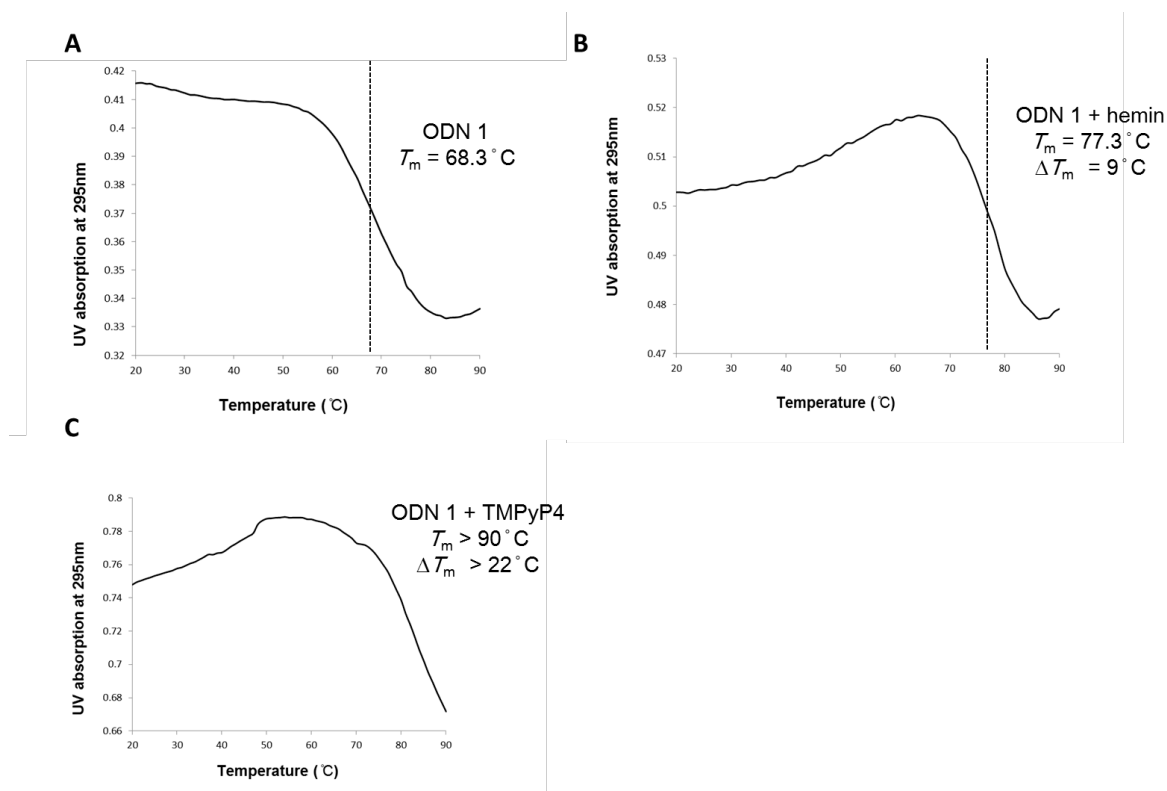 A
UV absorption at 295nm
0.42
0.41
0.4
0.39
0.38
0.37
0.36
0.35
0.34
0.33
0.32
20 30 40 50 60 70 80 90
Temperature (℃)
ODN 1
Tm = 68.3°C
B
UV absorption at 295nm
0.53
0.52
0.51
0.5
0.49
0.48
0.47
20 30 40 50 60 70 80 90
Temperature (℃)
ODN 1 + hemin
Tm = 77.3°C
ΔTm = 9°C
C
UV absorption at 295nm
0.8
0.78
0.76
0.74
0.72
0.7
0.68
0.66
20 30 40 50 60 70 80 90
Temperature (℃)
ODN 1 + TMPyP4
Tm > 90°C
ΔTm > 22°C